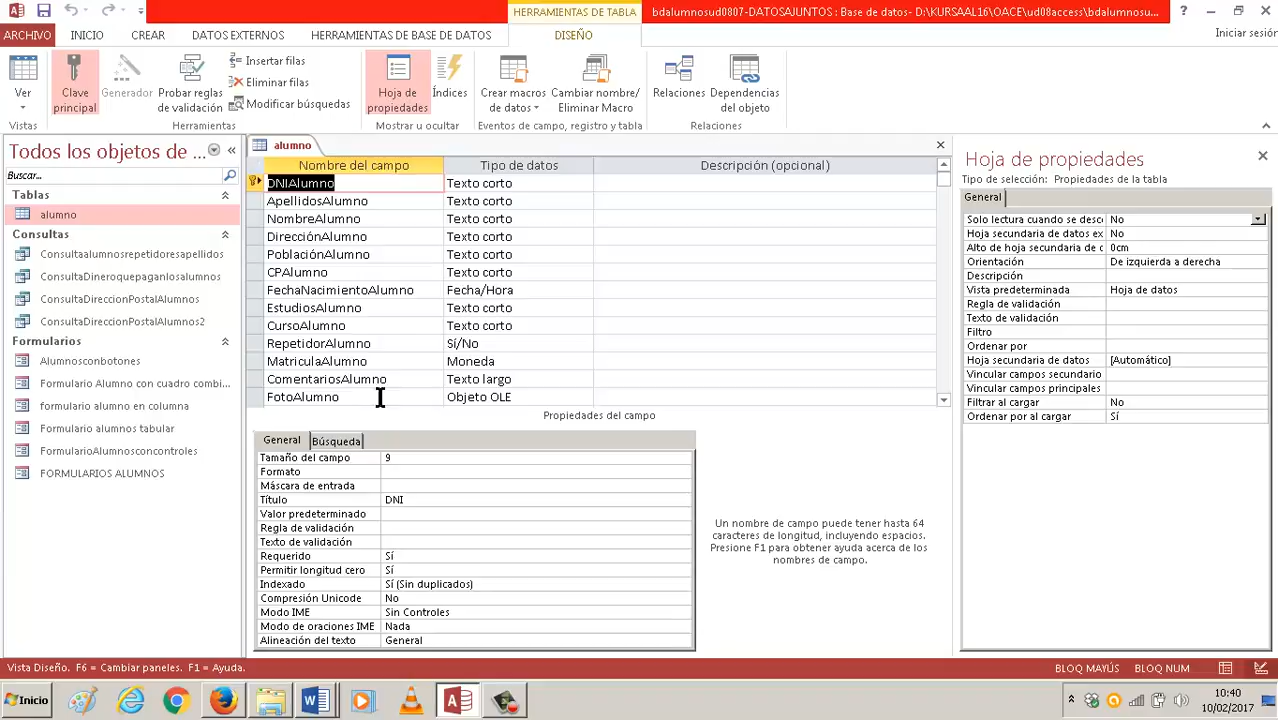 HERRAMIENTAS DE TABLA
bdalumnosud0807-DATOSAJUNTOS : Base de datos- D:\KURSAAL16\OACE\ud08access\bdalumnosu...
ARCHIVO INICIO CREAR DATOS EXTERNOS HERRAMIENTAS DE BASE DE DATOS DISEÑO
Iniciar sesión
Ver
Clave principal
Generador
Probar reglas de validación
Insertar filas
Eliminar filas
Modificar búsquedas
Hoja de propiedades
Índices
Crear macros de datos
Cambiar nombre/ Eliminar Macro
Relaciones
Dependencias del objeto
Vistas
Herramientas
Mostrar u ocultar
Eventos de campo, registro y tabla
Relaciones
Todos los objetos de ...
Buscar...
Tablas
alumno
Consultas
Consultaalumnosrepetidoresapellidos
ConsultaDineroquepaganlosalumnos
ConsultaDireccionPostalAlumnos
ConsultaDireccionPostalAlumnos2
Formularios
Alumnosconbotones
Formulario Alumno con cuadro combi...
formulario alumno en columna
Formulario alumnos tabular
FormularioAlumnosconcontroles
FORMULARIOS ALUMNOS
alumno
Nombre del campo Tipo de datos Descripción (opcional)
DNIAlumno Texto corto
ApellidosAlumno Texto corto
NombreAlumno Texto corto
DirecciónAlumno Texto corto
PoblaciónAlumno Texto corto
CPAlumno Texto corto
FechaNacimientoAlumno Fecha/Hora
EstudiosAlumno Texto corto
CursoAlumno Texto corto
RepetidorAlumno Sí/No
MatriculaAlumno Moneda
ComentariosAlumno Texto largo
FotoAlumno Objeto OLE
Propiedades del campo
General Búsqueda
Tamaño del campo 9
Formato
Máscara de entrada
Título DNI
Valor predeterminado
Regla de validación
Texto de validación
Requerido Sí
Permitir longitud cero Sí
Indexado Sí (Sin duplicados)
Compresión Unicode No
Modo IME Sin Controles
Modo de oraciones IME Nada
Alineación del texto General
Un nombre de campo puede tener hasta 64
caracteres de longitud, incluyendo espacios.
Presione F1 para obtener ayuda acerca de los
nombres de campo.
Hoja de propiedades
Tipo de selección: Propiedades de la tabla
General
Solo lectura cuando se desc No
Hoja secundaria de datos ex No
Alto de hoja secundaria de c 0cm
Orientación De izquierda a derecha
Descripción
Vista predeterminada Hoja de datos
Regla de validación
Texto de validación
Filtro
Ordenar por
Hoja secundaria de datos [Automático]
Vincular campos secundario
Vincular campos principales
Filtrar al cargar No
Ordenar por al cargar Sí
Vista Diseño. F6 = Cambiar paneles. F1 = Ayuda.
BLOQ MAYÚS BLOQ NUM
Inicio
10:40
10/02/2017